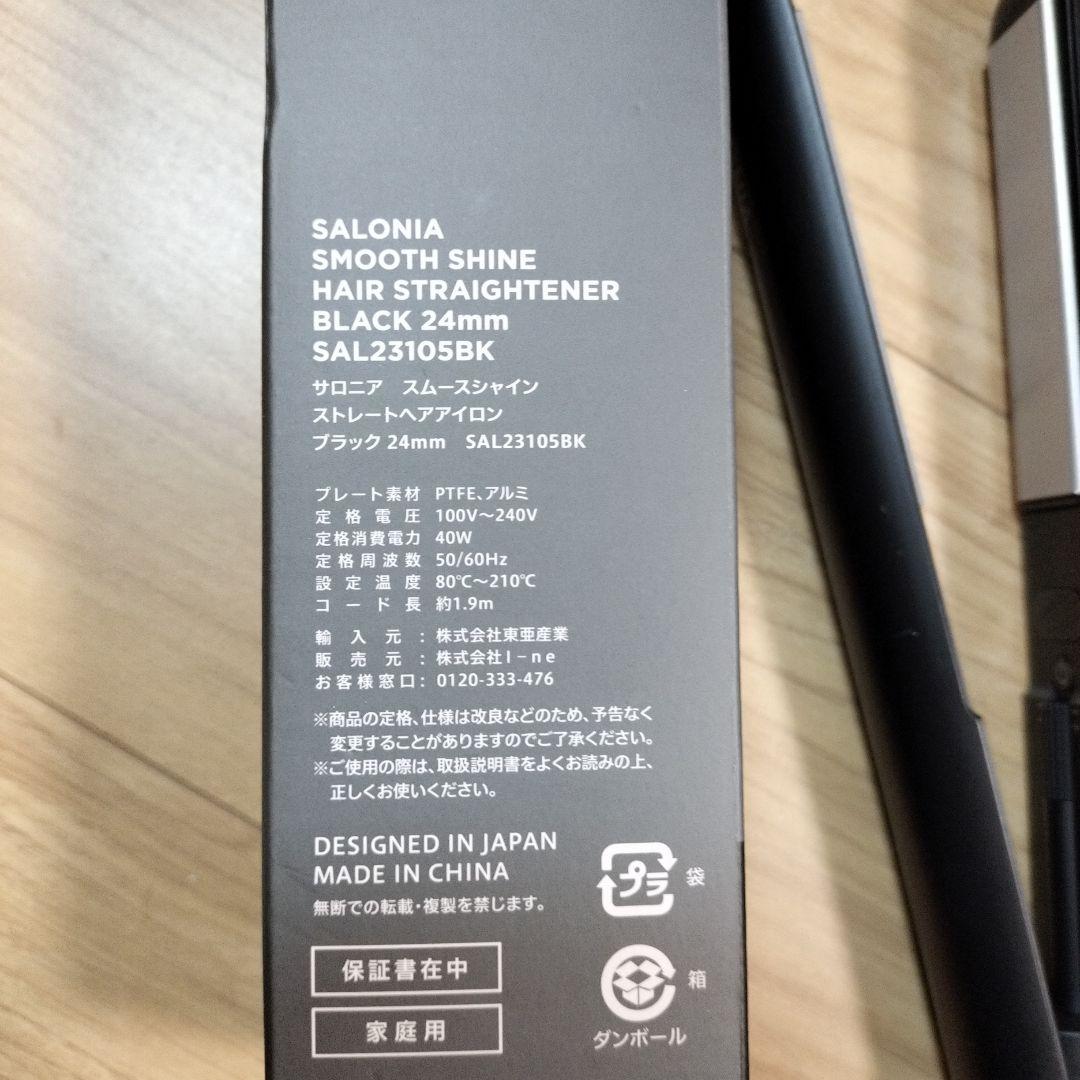 SALONIA
SMOOTH SHINE
HAIR STRAIGHTENER
BLACK 24mm
SAL23105BK
サロニア　スムースシャイン
ストレートヘアアイロン
ブラック 24mm　SAL23105BK
プレート素材 PTFE、アルミ
定格電圧 100V～240V
定格消費電力 40W
定格周波数 50/60Hz
設定温度 80℃～210℃
コード長 約1.9m
輸入元：株式会社東亜産業
販売元：株式会社I－ne
お客様窓口：0120-333-476
※商品の定格、仕様は改良などのため、予告なく
変更することがありますのでご了承ください。
※ご使用の際は、取扱説明書をよくお読みの上、
正しくお使いください。
DESIGNED IN JAPAN
MADE IN CHINA
無断での転載・複製を禁じます。
プラ 袋
保証書在中
箱
家庭用
ダンボール